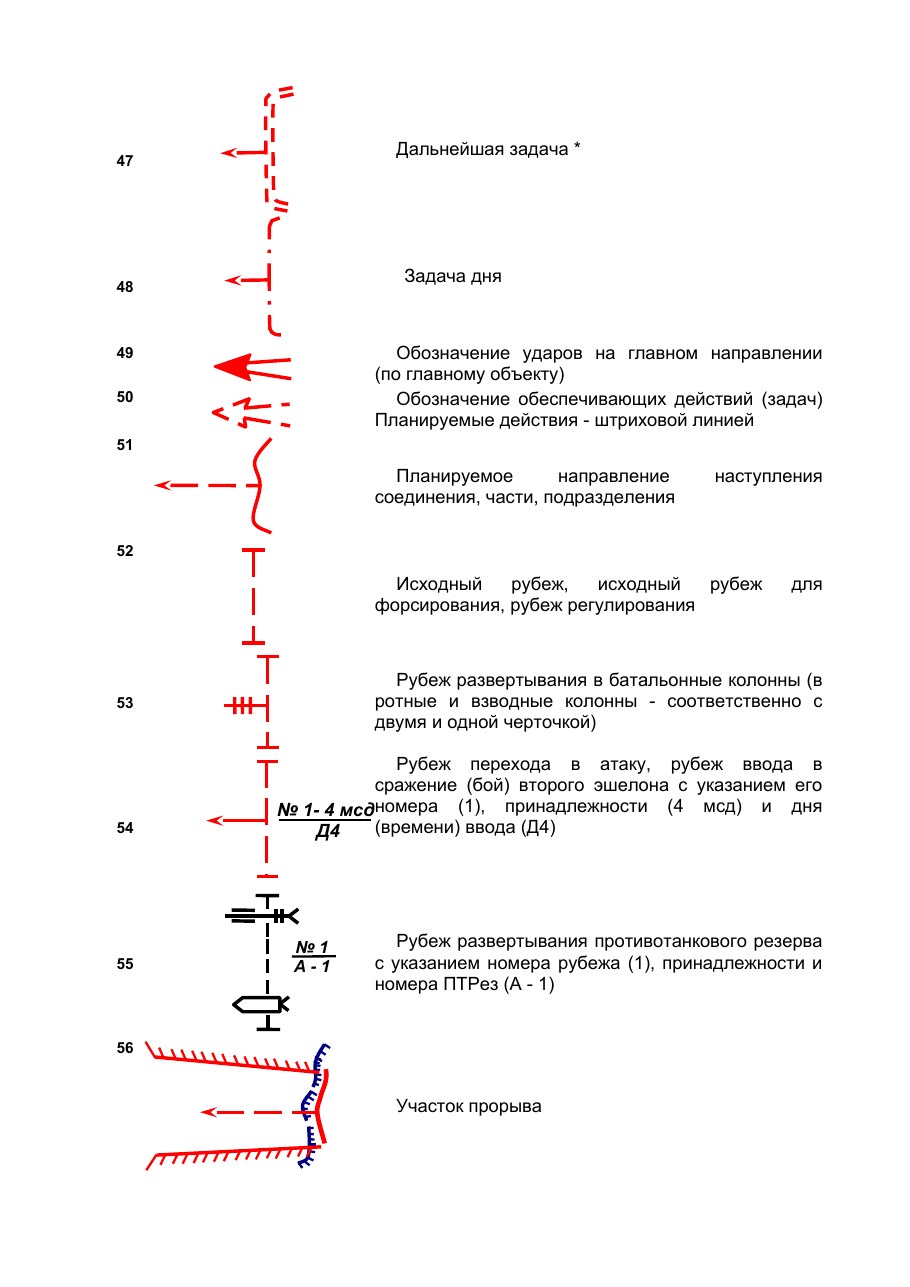 47
Дальнейшая задача *
48
Задача дня
49
Обозначение ударов на главном направлении
(по главному объекту)
50
Обозначение обеспечивающих действий (задач)
Планируемые действия - штриховой линией
51
Планируемое направление наступления
соединения, части, подразделения
52
Исходный рубеж, исходный рубеж для
форсирования, рубеж регулирования
53
Рубеж развертывания в батальонные колонны (в
ротные и взводные колонны - соответственно с
двумя и одной черточкой)
54
№ 1- 4 мсд
Д4
Рубеж перехода в атаку, рубеж ввода в
сражение (бой) второго эшелона с указанием его
номера (1), принадлежности (4 мсд) и дня
(времени) ввода (Д4)
55
№ 1
А - 1
Рубеж развертывания противотанкового резерва
с указанием номера рубежа (1), принадлежности и
номера ПТРез (А - 1)
56
Участок прорыва